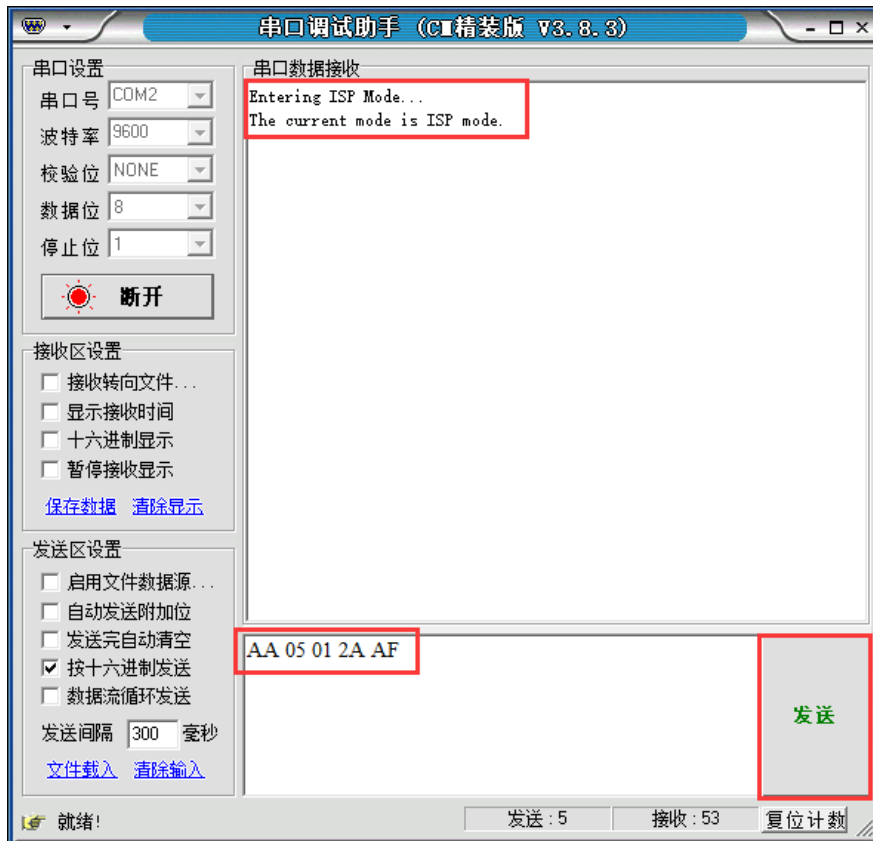 串口调试助手 (CM精装版 V3.8.3)
串口设置
串口号 COM2
波特率 9600
校验位 NONE
数据位 8
停止位 1
断开
接收区设置
接收转向文件...
显示接收时间
十六进制显示
暂停接收显示
保存数据 清除显示
发送区设置
启用文件数据源...
自动发送附加位
发送完自动清空
按十六进制发送
数据流循环发送
发送间隔 300 毫秒
文件载入 清除输入
串口数据接收
Entering ISP Mode...
The current mode is ISP mode.
AA 05 01 2A AF
发送
就绪!
发送 : 5
接收 : 53
复位计数